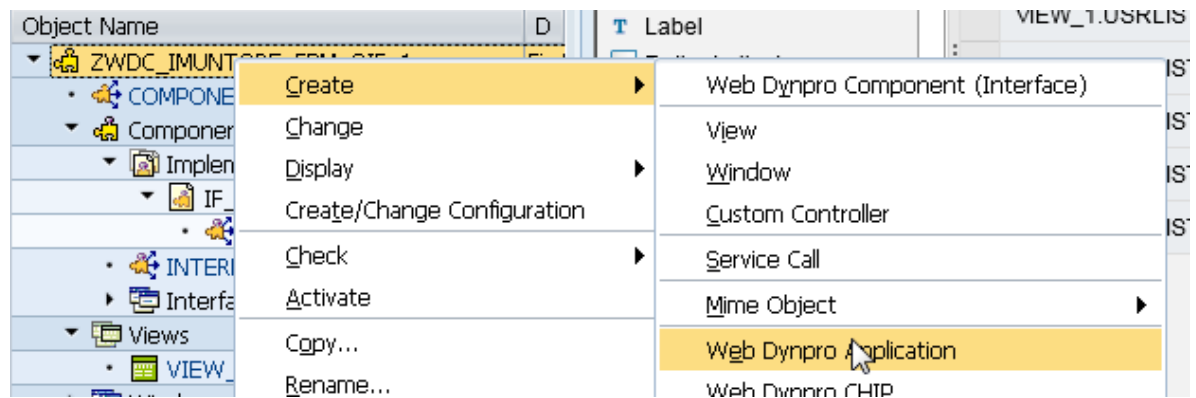 Object Name
D
Label
VIEW_1.USRLIS
ZWDC_IMUNT
Create
Web Dynpro Component (Interface)
COMPONE
Change
View
Componen
Display
Window
Implen
Create/Change Configuration
Custom Controller
IF_
Check
Service Call
INTERI
Activate
Mime Object
Interfa
Copy...
Web Dynpro Application
Views
VIEW_
Rename...
Web Dynpro CHIP